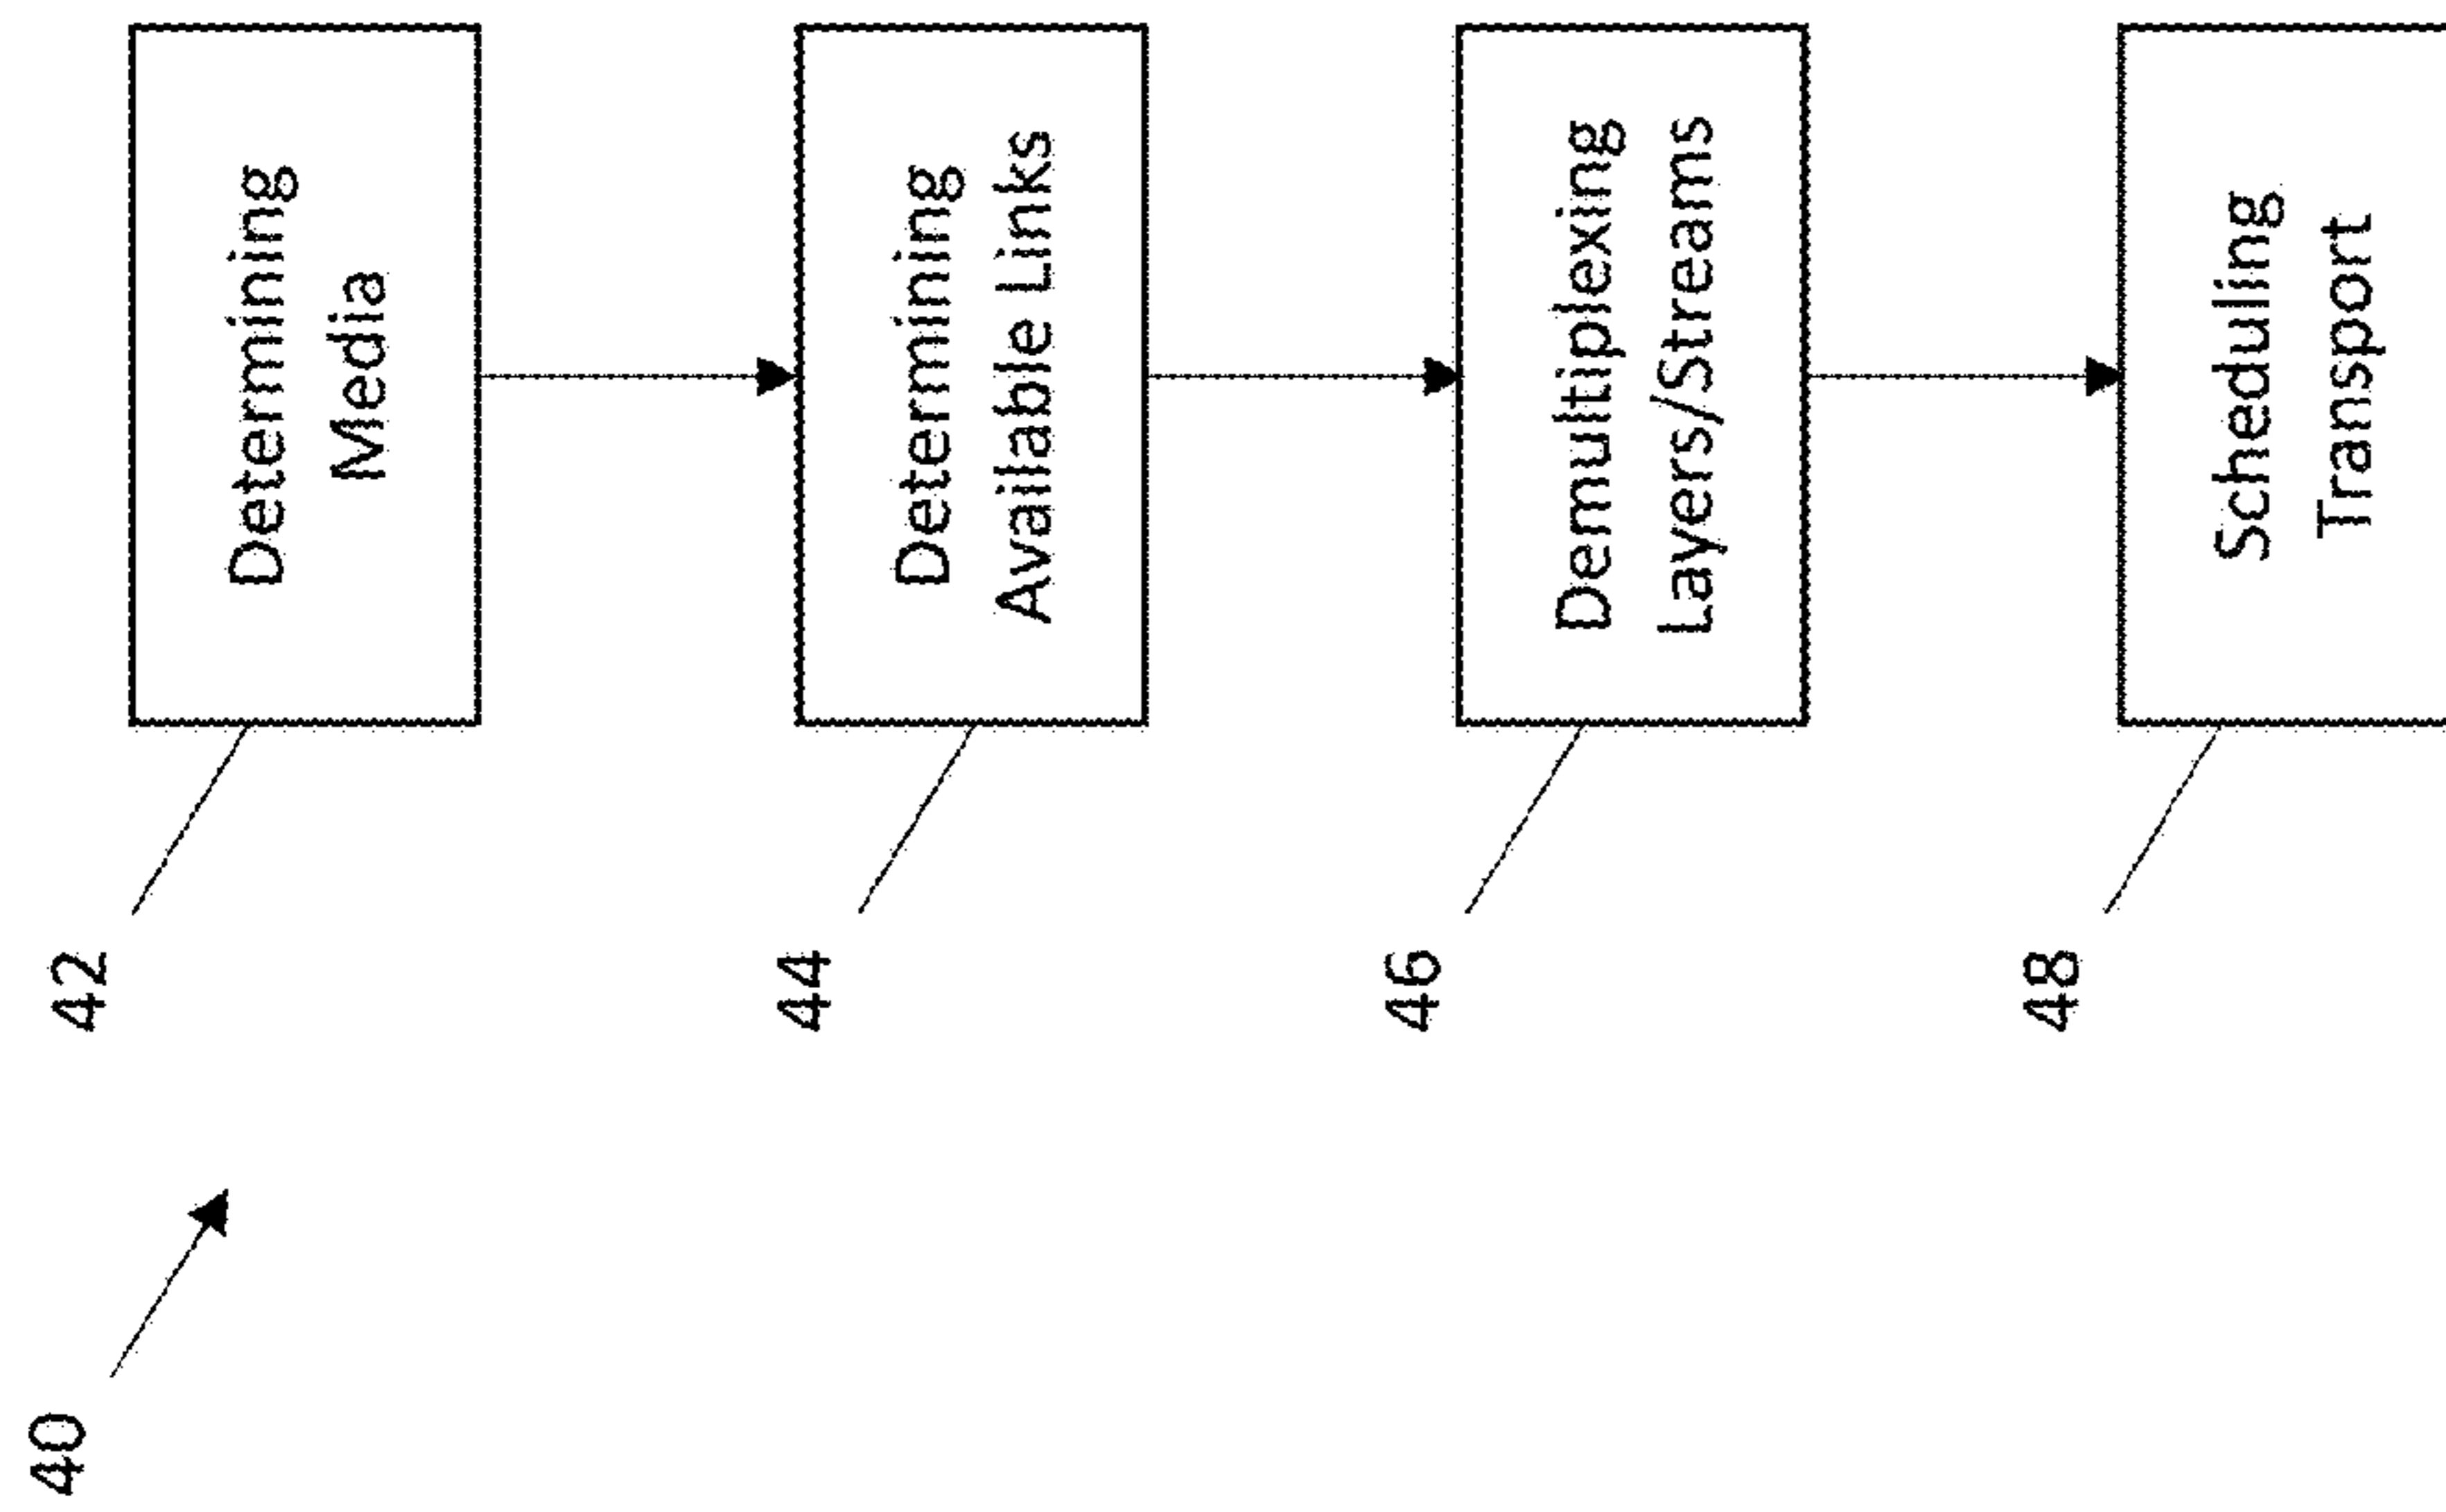 40
42
Determining
Media
44
Determining
Available Links
46
Demultiplexing
Layers/Streams
48
Scheduling
Transport